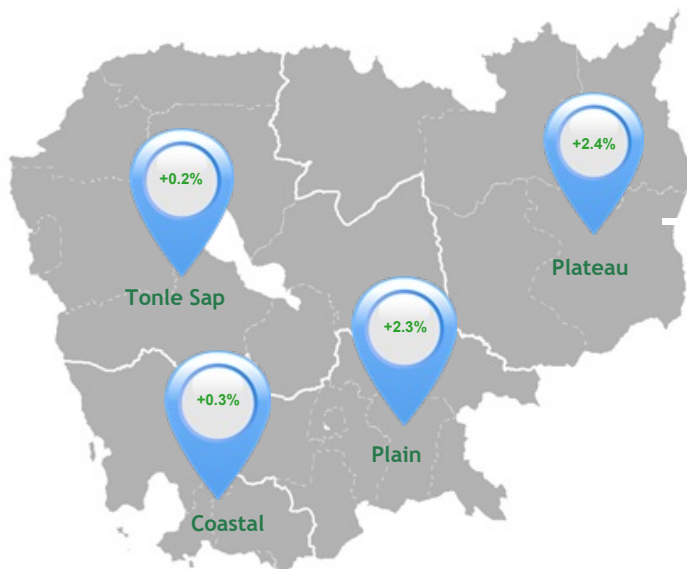 +2.4%
Plateau
+0.2%
Tonle Sap
+2.3%
Plain
+0.3%
Coastal